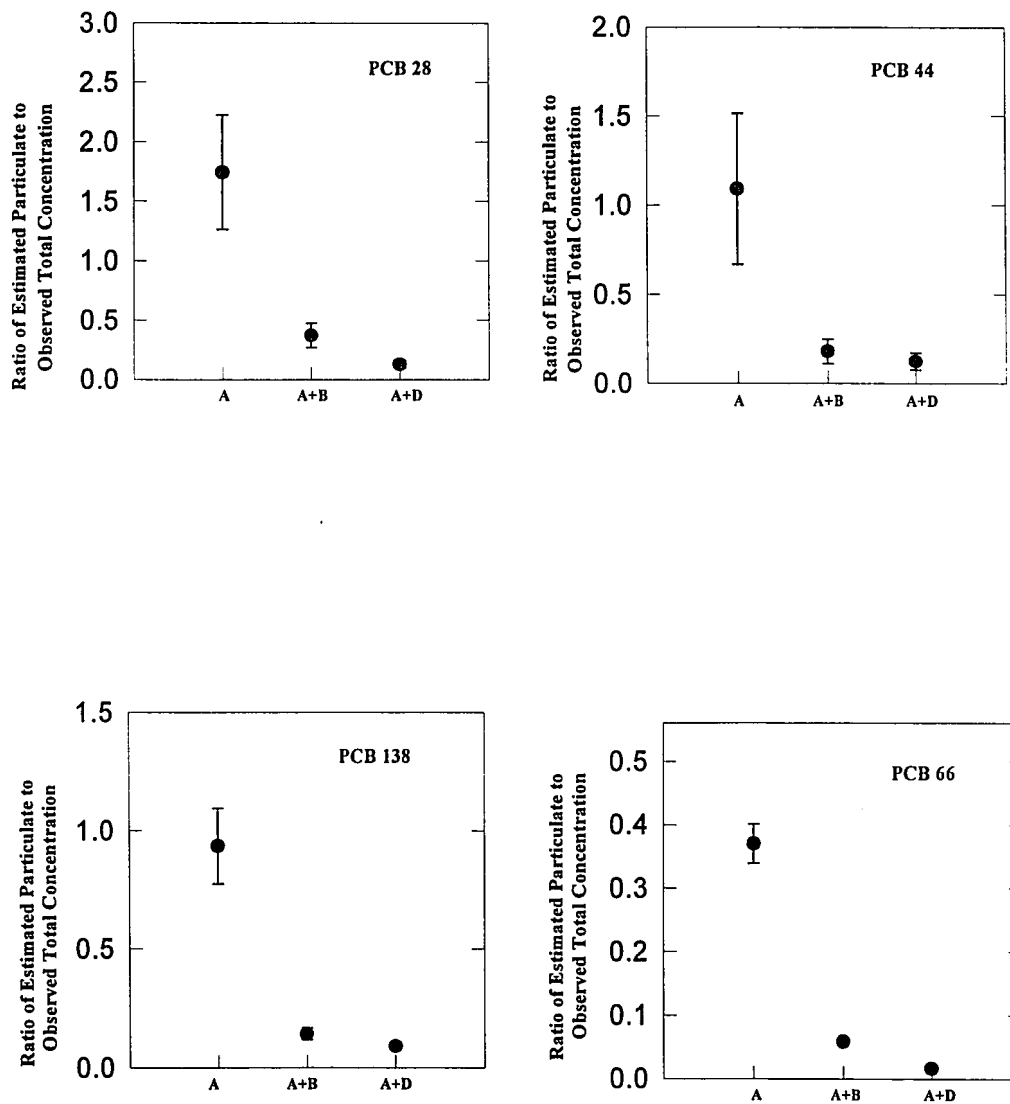 PCB 28
Ratio of Estimated Particulate to
Observed Total Concentration
3.0
2.5
2.0
1.5
1.0
0.5
0.0
A A+B A+D
PCB 44
Ratio of Estimated Particulate to
Observed Total Concentration
2.0
1.5
1.0
0.5
0.0
A A+B A+D
PCB 138
Ratio of Estimated Particulate to
Observed Total Concentration
1.5
1.0
0.5
0.0
A A+B A+D
PCB 66
Ratio of Estimated Particulate to
Observed Total Concentration
0.5
0.4
0.3
0.2
0.1
0.0
A A+B A+D